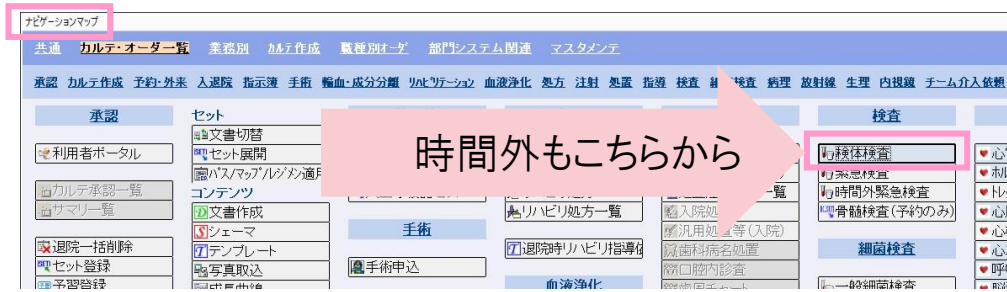 ナビゲーションマップ
共通 カルテ・オーダー一覧 業務別 カルテ作成 職種別オーダ 部門システム関連 マスタメンテ
承認 カルテ作成 予約・外来 入退院 指示簿 手術 輸血・成分分離 リハビリテーション 血液浄化 処方 注射 処置 指導 検査 病理 放射線 生理 内視鏡 チーム介入依頼
承認
利用者ポータル
カルテ承認一覧
サマリ一覧
退院一括削除
セット登録
予習登録
セット
文書切替
セット展開
コンテンツ
文書作成
シェーマ
テンプレート
写真取込
成長曲線
時間外もこちらから
手術
手術申込
リハビリ処方一覧
退院時リハビリ指導
血液浄化
入院処
汎用処置等(入院)
歯科病名処置
口腔内診査
歯周チャート
検査
検体検査
緊急検査
時間外緊急検査
骨髄検査(予約のみ)
細菌検査
一般細菌検査